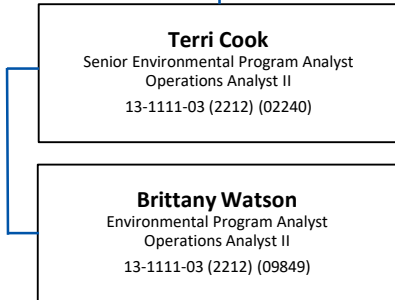 Terri Cook
Senior Environmental Program Analyst
Operations Analyst II
13-1111-03 (2212) (02240)
Brittany Watson
Environmental Program Analyst
Operations Analyst II
13-1111-03 (2212) (09849)